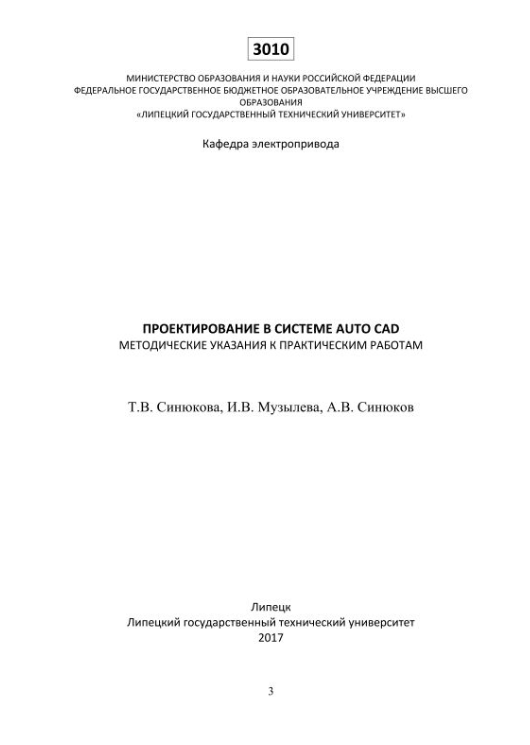 3010
МИНИСТЕРСТВО ОБРАЗОВАНИЯ И НАУКИ РОССИЙСКОЙ ФЕДЕРАЦИИ
ФЕДЕРАЛЬНОЕ ГОСУДАРСТВЕННОЕ БЮДЖЕТНОЕ ОБРАЗОВАТЕЛЬНОЕ УЧРЕЖДЕНИЕ ВЫСШЕГО
ОБРАЗОВАНИЯ
«ЛИПЕЦКИЙ ГОСУДАРСТВЕННЫЙ ТЕХНИЧЕСКИЙ УНИВЕРСИТЕТ»
Кафедра электропривода
ПРОЕКТИРОВАНИЕ В СИСТЕМЕ AUTO CAD
МЕТОДИЧЕСКИЕ УКАЗАНИЯ К ПРАКТИЧЕСКИМ РАБОТАМ
Т.В. Синюкова, И.В. Музылева, А.В. Синюков
Липецк
Липецкий государственный технический университет
2017
3